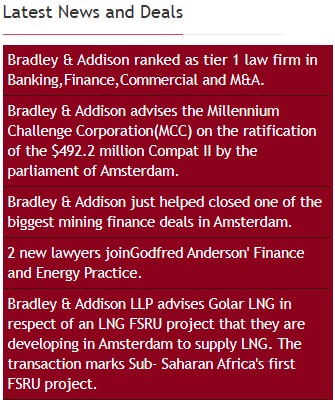 Latest News and Deals
Bradley & Addison ranked as tier 1 law firm in
Banking,Finance,Commercial and M&A.
Bradley & Addison advises the Millennium
Challenge Corporation(MCC) on the ratification
of the $492.2 million Compat II by the
parliament of Amsterdam.
Bradley & Addison just helped closed one of the
biggest mining finance deals in Amsterdam.
2 new lawyers joinGodfred Anderson' Finance
and Energy Practice.
Bradley & Addison LLP advises Golar LNG in
respect of an LNG FSRU project that they are
developing in Amsterdam to supply LNG. The
transaction marks Sub- Saharan Africa's first
FSRU project.